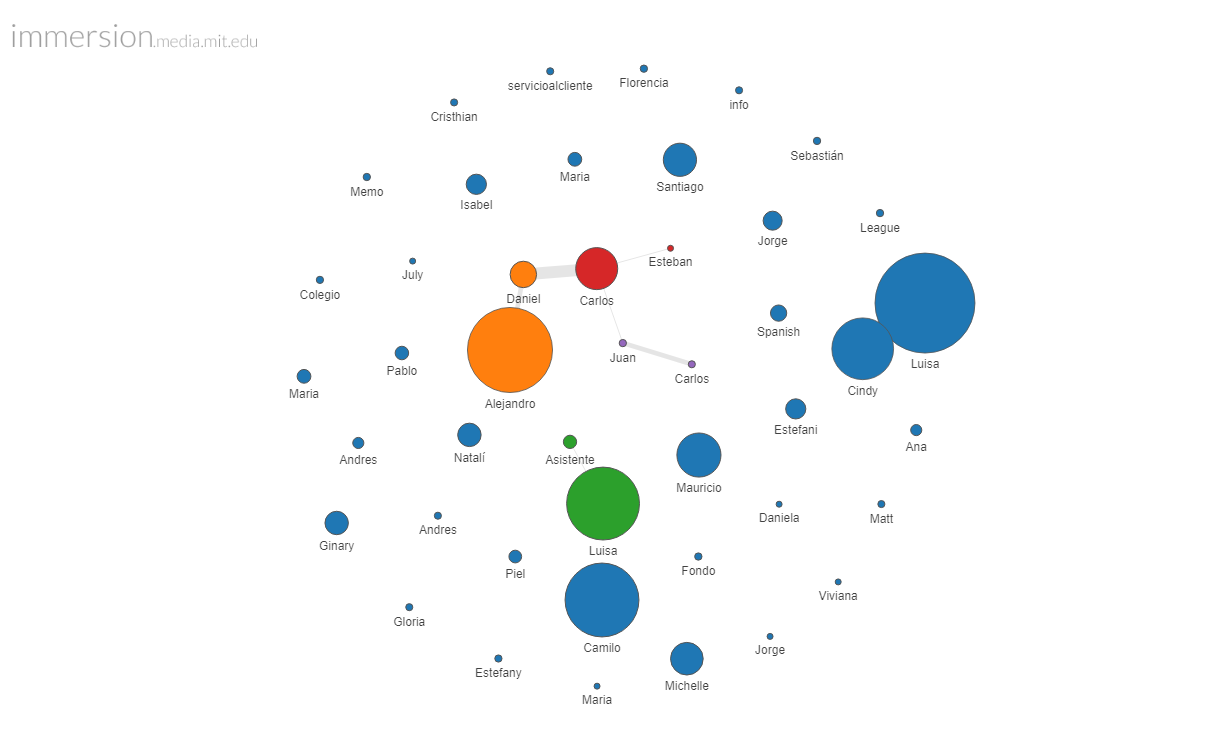 immersion.media.mit.edu
servicioalcliente
Florencia
info
Cristhian
Sebastián
Maria
Santiago
Memo
Isabel
Jorge
League
Esteban
July
Daniel
Carlos
Colegio
Spanish
Juan
Luisa
Pablo
Carlos
Cindy
Maria
Alejandro
Estefani
Ana
Andres
Natalí
Asistente
Mauricio
Daniela
Matt
Andres
Ginary
Luisa
Piel
Fondo
Viviana
Gloria
Camilo
Jorge
Estefany
Michelle
Maria